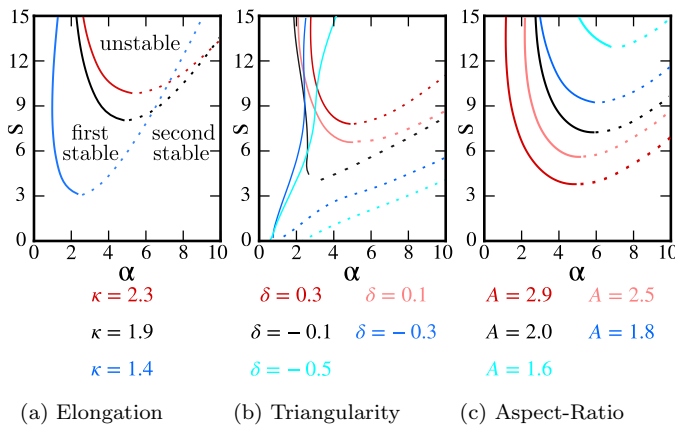 15
12
9
6
3
0
s
unstable
first
stable
second
stable
0 2 4 6 8 10
α
15
12
9
6
3
0
s
0 2 4 6 8 10
α
15
12
9
6
3
0
s
0 2 4 6 8 10
α
κ = 2.3
κ = 1.9
κ = 1.4
δ = 0.3 δ = 0.1
δ = − 0.1 δ = − 0.3
δ = − 0.5
A = 2.9 A = 2.5
A = 2.0 A = 1.8
A = 1.6
(a) Elongation
(b) Triangularity
(c) Aspect-Ratio